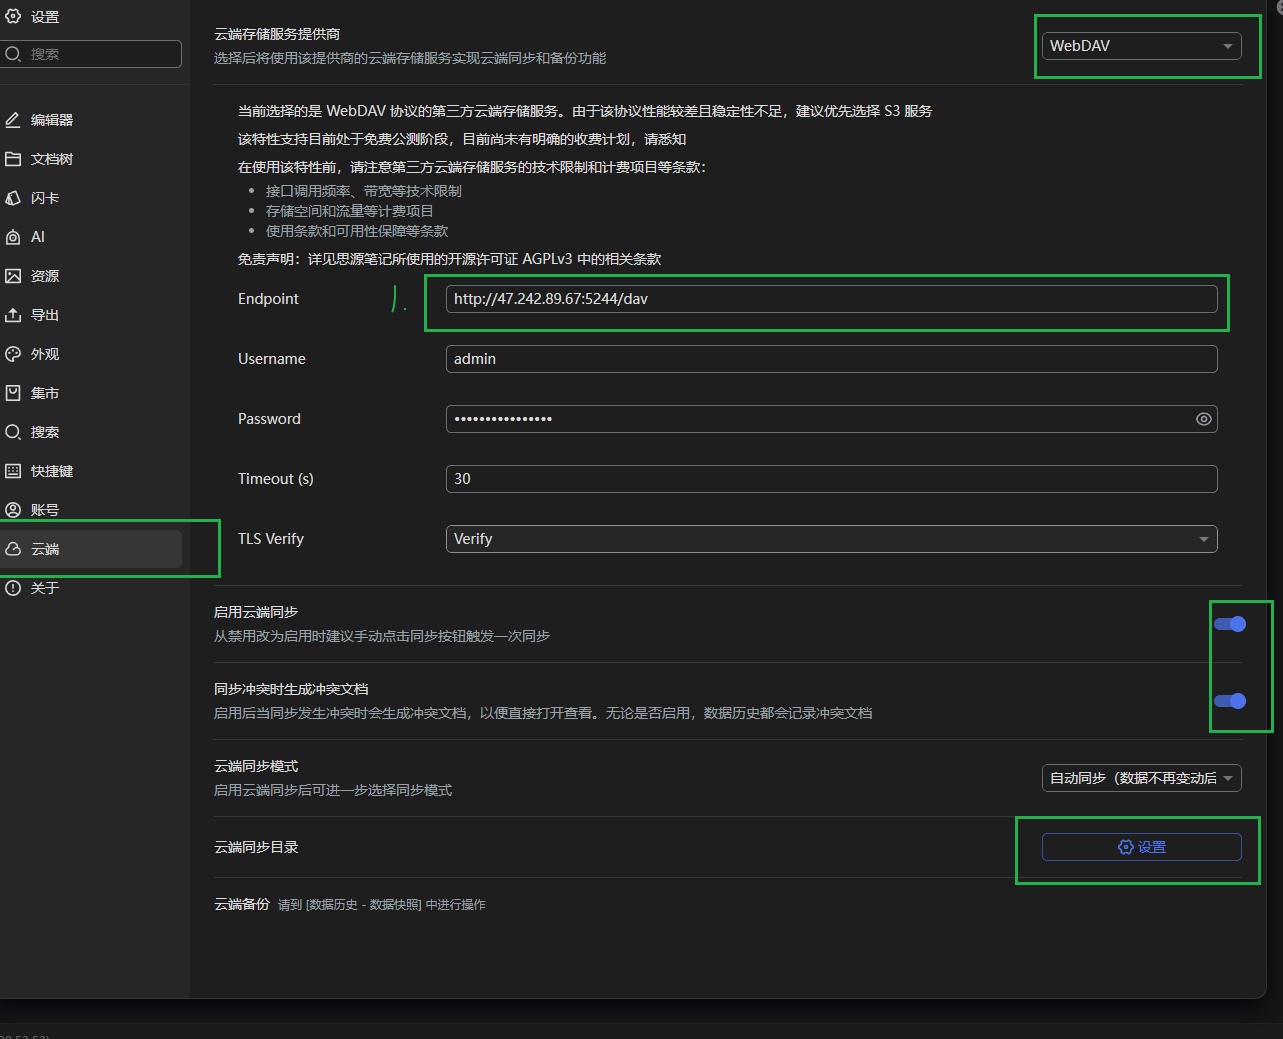 设置
搜索
编辑器
文档树
闪卡
AI
资源
导出
外观
集市
搜索
快捷键
账号
云端
关于
云端存储服务提供商
选择后将使用该提供商的云端存储服务实现云端同步和备份功能
WebDAV
当前选择的是 WebDAV 协议的第三方云端存储服务。由于该协议性能较差且稳定性不足，建议优先选择 S3 服务
该特性支持目前处于免费公测阶段，目前尚未有明确的收费计划，请悉知
在使用该特性前，请注意第三方云端存储服务的技术限制和计费项目等条款：
接口调用频率、带宽等技术限制
存储空间和流量等计费项目
使用条款和可用性保障等条款
免责声明：详见思源笔记所使用的开源许可证 AGPLv3 中的相关条款
Endpoint
1.
http://47.242.89.67:5244/dav
Username
admin
Password
••••••••••••••••
Timeout (s)
30
TLS Verify
Verify
启用云端同步
从禁用改为启用时建议手动点击同步按钮触发一次同步
同步冲突时生成冲突文档
启用后当同步发生冲突时会生成冲突文档，以便直接打开查看。无论是否启用，数据历史都会记录冲突文档
云端同步模式
启用云端同步后可进一步选择同步模式
自动同步（数据不再变动后
云端同步目录
设置
云端备份 请到 [数据历史 - 数据快照] 中进行操作